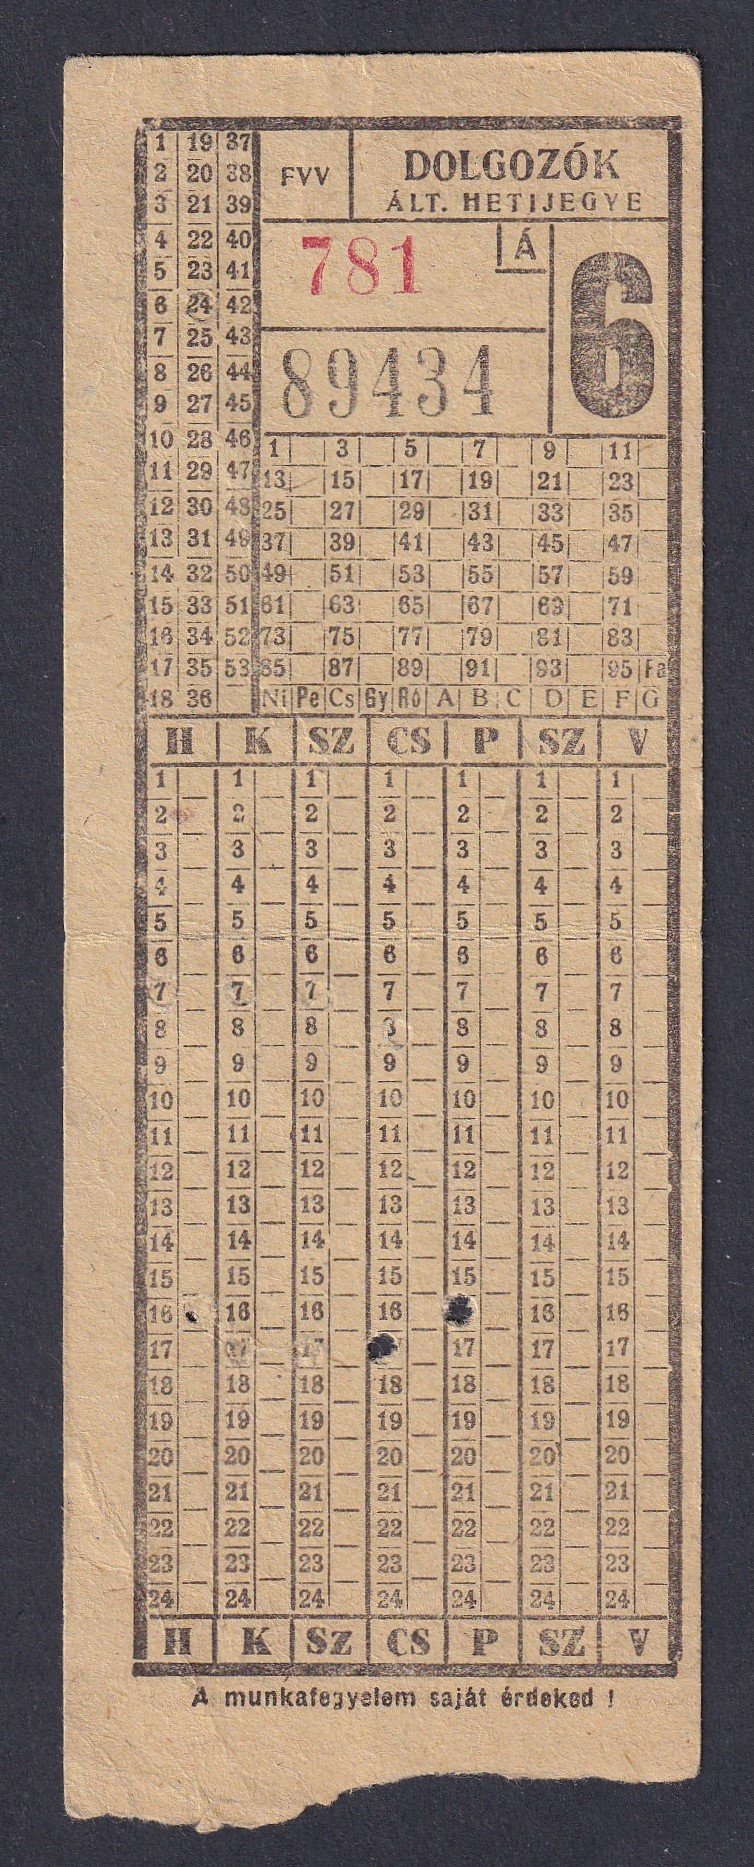 FVV
DOLGOZÓK
ÁLT. HETIJEGYE
781
Á
6
89434
1 19 37
2 20 38
3 21 39
4 22 40
5 23 41
6 24 42
7 25 43
8 26 44
9 27 45
10 28 46
11 29 47
12 30 48
13 31 49
14 32 50
15 33 51
16 34 52
17 35 53
18 36
1 3 5 7 9 11
13 15 17 19 21 23
25 27 29 31 33 35
37 39 41 43 45 47
49 51 53 55 57 59
61 63 65 67 69 71
73 75 77 79 81 83
85 87 89 91 93 95 Fa
Ni Pe Cs Gy Ró A B C D E F G
H K SZ CS P SZ V
1 1 1 1 1 1 1
2 2 2 2 2 2 2
3 3 3 3 3 3 3
4 4 4 4 4 4 4
5 5 5 5 5 5 5
6 6 6 6 6 6 6
7 7 7 7 7 7 7
8 8 8 8 8 8 8
9 9 9 9 9 9 9
10 10 10 10 10 10 10
11 11 11 11 11 11 11
12 12 12 12 12 12 12
13 13 13 13 13 13 13
14 14 14 14 14 14 14
15 15 15 15 15 15 15
16 16 16 16 16 16
17 17 17 17 17 17
18 18 18 18 18 18 18
19 19 19 19 19 19 19
20 20 20 20 20 20 20
21 21 21 21 21 21 21
22 22 22 22 22 22 22
23 23 23 23 23 23 23
24 24 24 24 24 24 24
H K SZ CS P SZ V
A munkafegyelem saját érdeked !